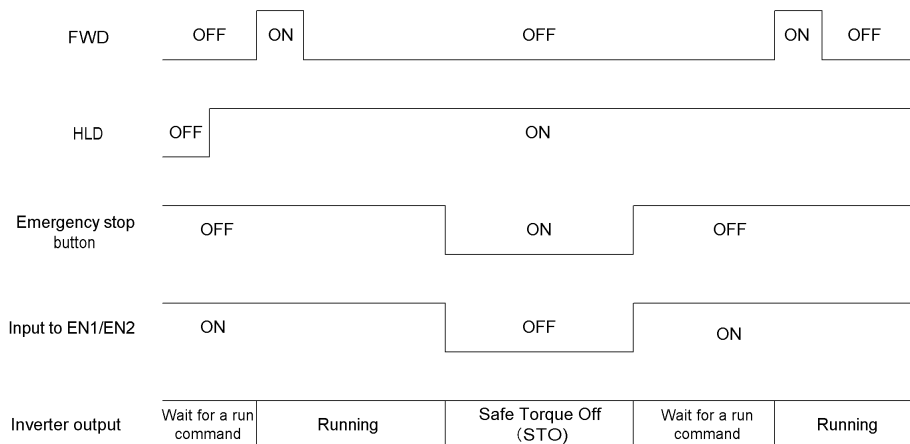 FWD OFF ON OFF ON OFF
HLD OFF ON
Emergency stop
button
OFF ON OFF
Input to EN1/EN2 ON OFF ON
Inverter output
Wait for a run
command
Running
Safe Torque Off
(STO)
Wait for a run
command
Running